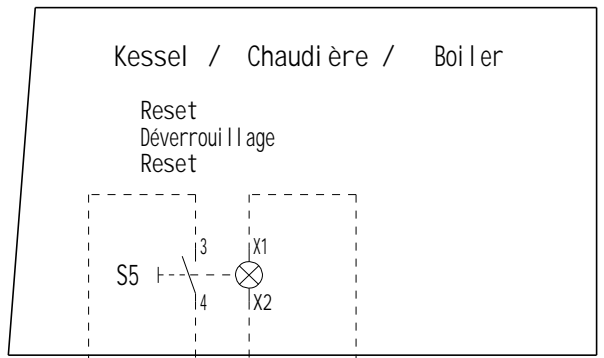 Kessel / Chaudière / Boiler
Reset
Déverrouillage
Reset
3 X1
S5
4 X2